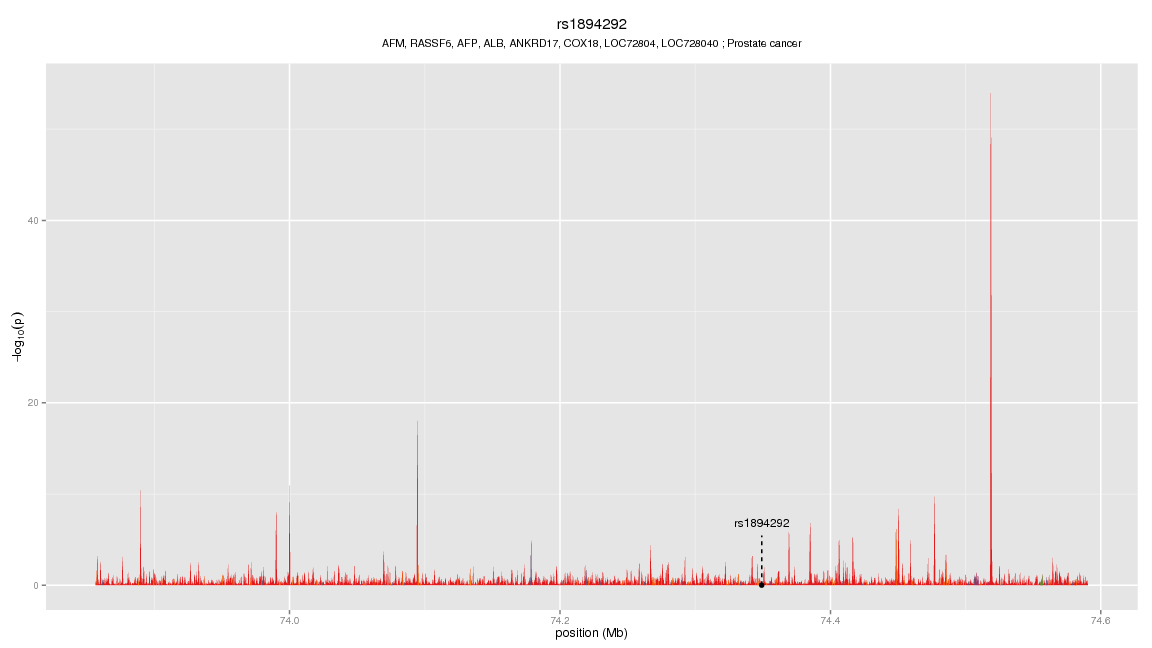 rs1894292
AFM, RASSF6, AFP, ALB, ANKRD17, COX18, LOC72804, LOC728040 ; Prostate cancer
40
20
0
−log10(p)
rs1894292
74.0
74.2
74.4
74.6
position (Mb)